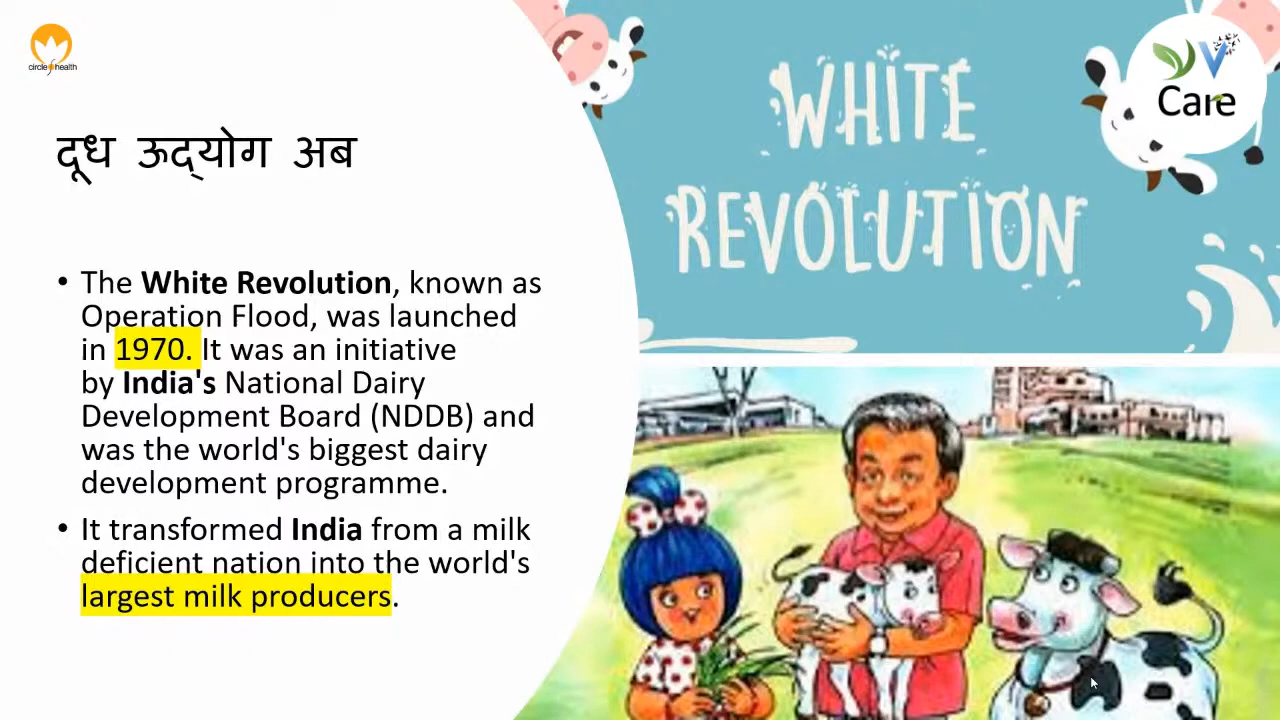 circle health
दूध ऊद्योग अब
The White Revolution, known as
Operation Flood, was launched
in 1970. It was an initiative
by India's National Dairy
Development Board (NDDB) and
was the world's biggest dairy
development programme.
It transformed India from a milk
deficient nation into the world's
largest milk producers.
WHITE
REVOLUTION
V
Care